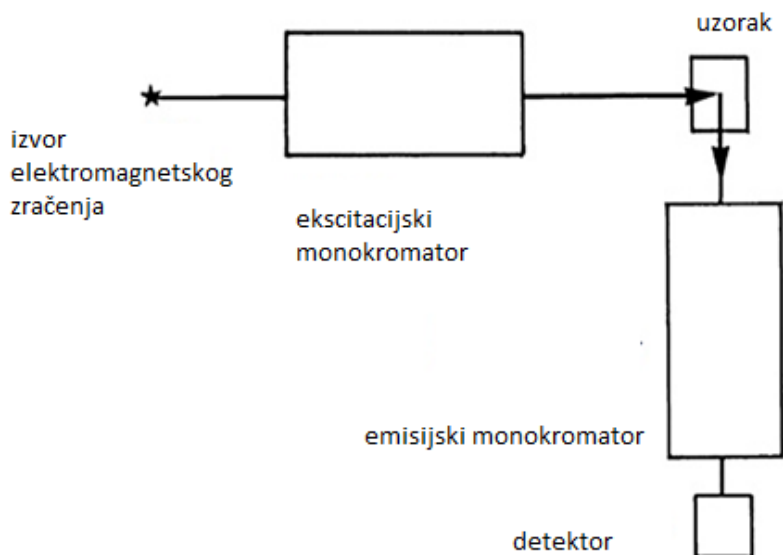 uzorak
izvor
elektromagnetskog
zračenja
ekscitacijski
monokromator
emisijski monokromator
detektor